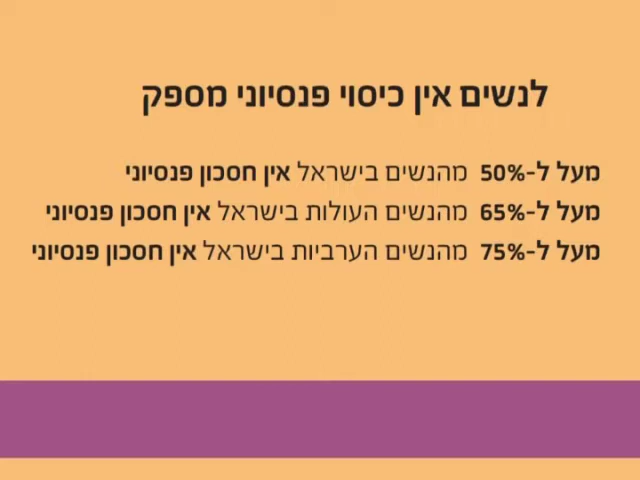 לנשים אין כיסוי פנסיוני מספק
מעל ל-50% מהנשים בישראל אין חסכון פנסיוני
מעל ל-65% מהנשים העולות בישראל אין חסכון פנסיוני
מעל ל-75% מהנשים הערביות בישראל אין חסכון פנסיוני